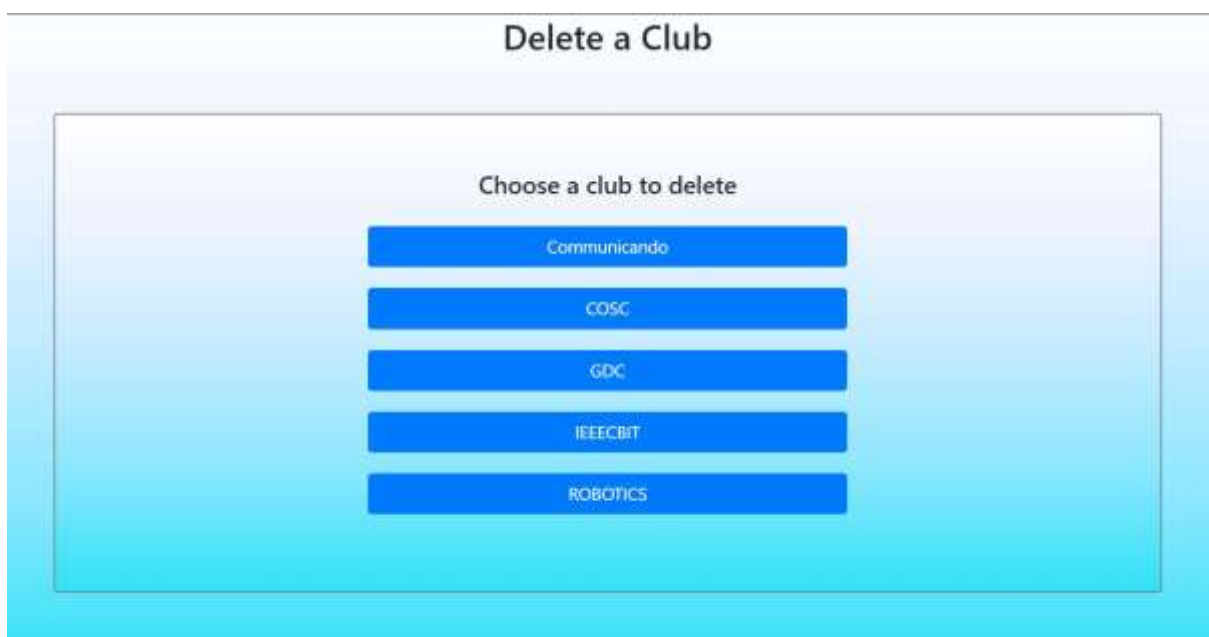 Delete a Club
Choose a club to delete
Communicando
COSC
GDC
IEEECBIT
ROBOTICS